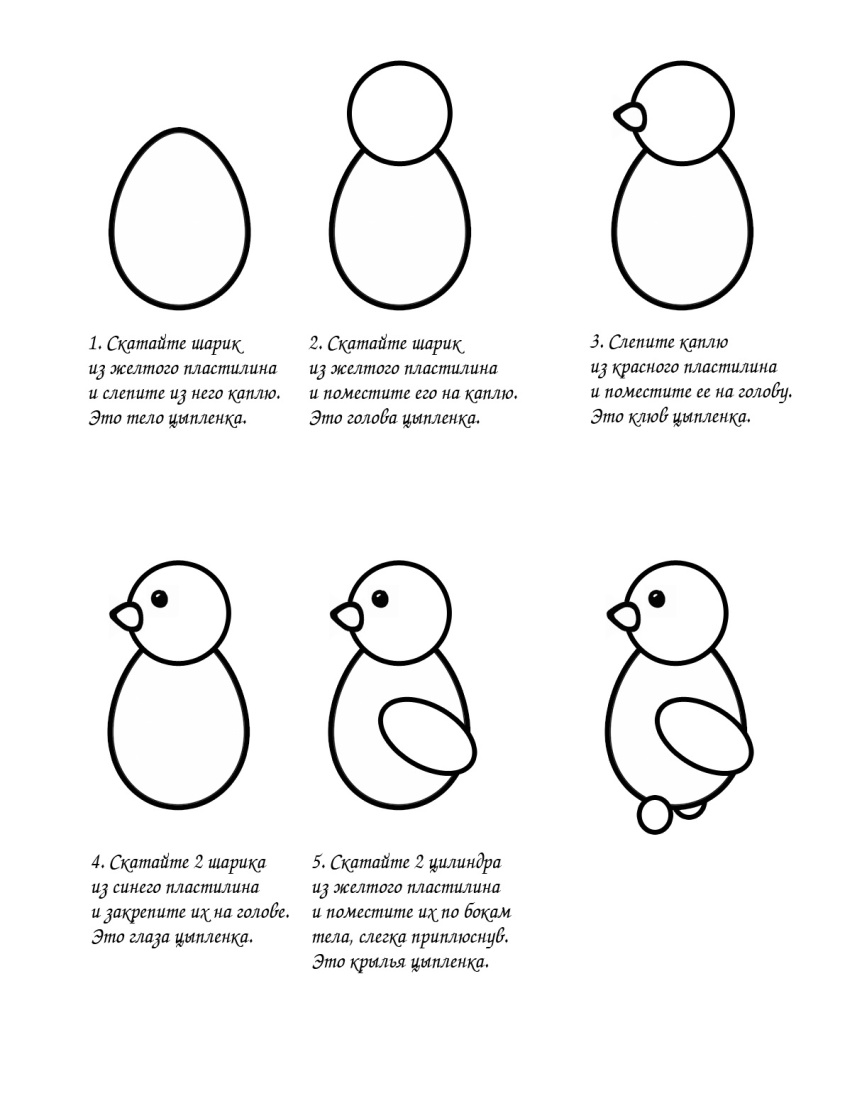 1. Скатайте шарик
из желтого пластилина
и слепите из него каплю.
Это тело цыпленка.
2. Скатайте шарик
из желтого пластилина
и поместите его на каплю.
Это голова цыпленка.
3. Слепите каплю
из красного пластилина
и поместите ее на голову.
Это клюв цыпленка.
4. Скатайте 2 шарика
из синего пластилина
и закрепите их на голове.
Это глаза цыпленка.
5. Скатайте 2 цилиндра
из желтого пластилина
и поместите их по бокам
тела, слегка приплюснув.
Это крылья цыпленка.